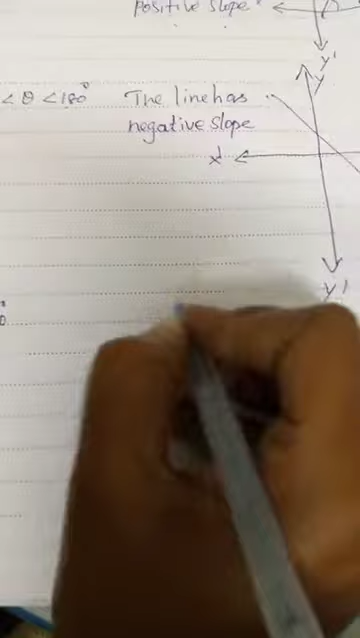 positive slope
y'
y
< θ < 180° The line has
negative slope
x'
y'